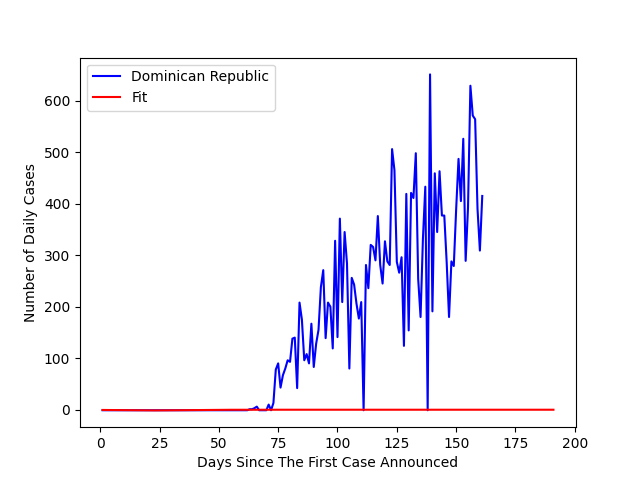 Dominican Republic
Fit
Number of Daily Cases
600
500
400
300
200
100
0
0 25 50 75 100 125 150 175 200
Days Since The First Case Announced